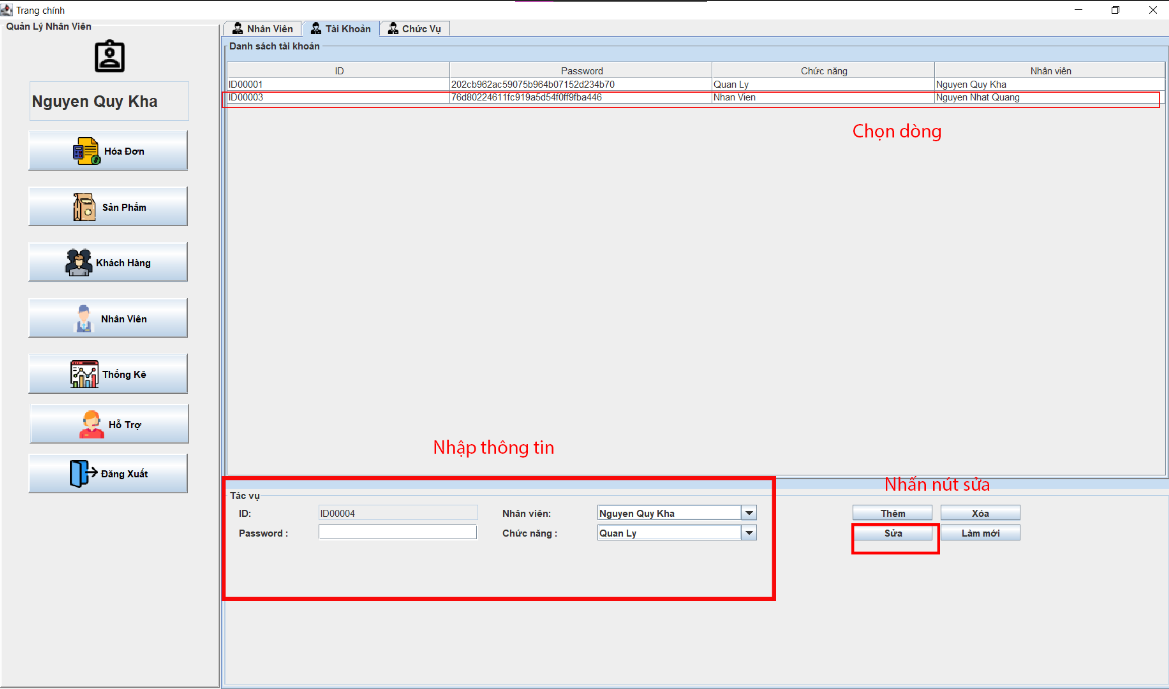 Trang chính
Quản Lý Nhân Viên
Nguyen Quy Kha
Hóa Đơn
Sản Phẩm
Khách Hàng
Nhân Viên
Thống Kê
Hỗ Trợ
Đăng Xuất
Nhân Viên Tài Khoản Chức Vụ
Danh sách tài khoản
ID Password Chức năng Nhân viên
ID00001 202cb962ac59075b964b07152d234b70 Quan Ly Nguyen Quy Kha
ID00003 76d80224611fc919a5d54f0ff9fba446 Nhan Vien Nguyen Nhat Quang
Chọn dòng
Nhập thông tin
Nhấn nút sửa
Tác vụ
ID: ID00004 Nhân viên: Nguyen Quy Kha Thêm Xóa
Password : Chức năng : Quan Ly Sửa Làm mới